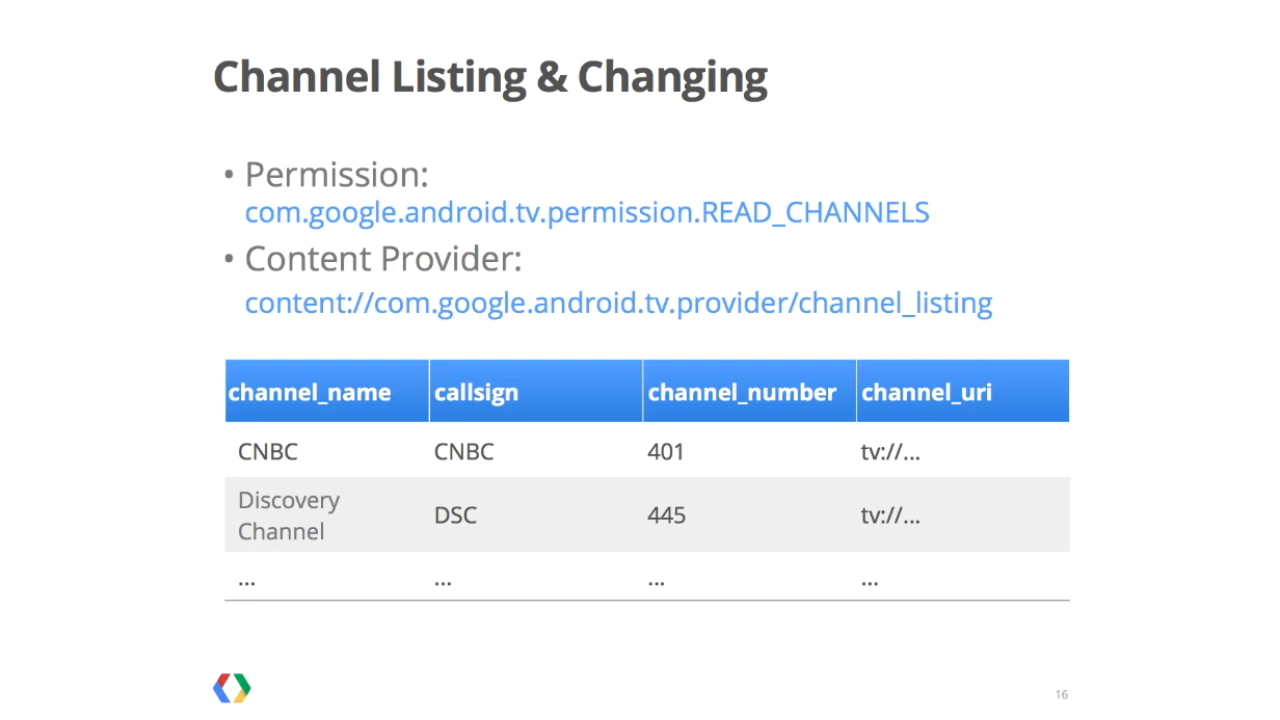 Channel Listing & Changing
• Permission:
com.google.android.tv.permission.READ_CHANNELS
• Content Provider:
content://com.google.android.tv.provider/channel_listing
channel_name callsign channel_number channel_uri
CNBC CNBC 401 tv://...
Discovery Channel DSC 445 tv://...
... ... ... ...
16